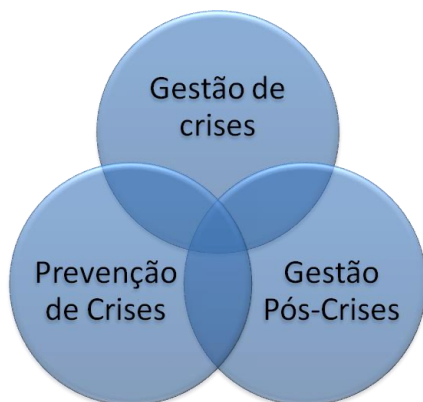 Gestão de
crises
Prevenção
de Crises
Gestão
Pós-Crises